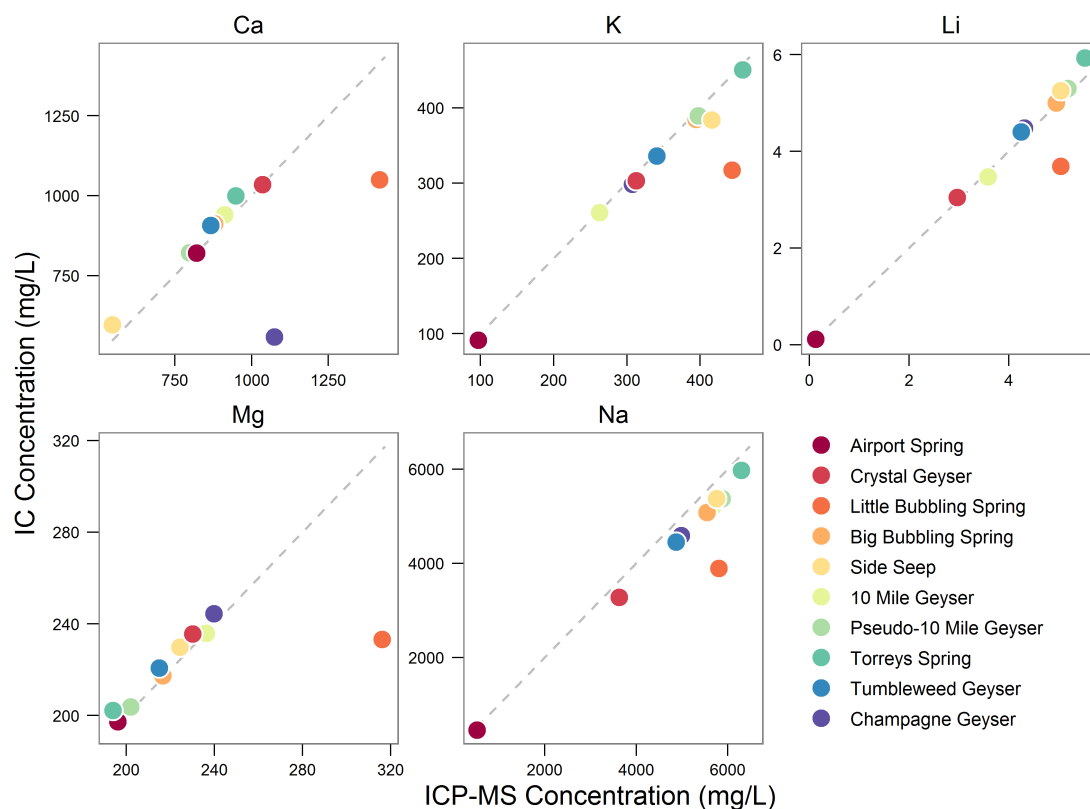 Ca
K
Li
IC Concentration (mg/L)
1250
1000
750
750
1000
1250
400
300
200
100
100
200
300
400
6
4
2
0
0
2
4
Mg
Na
320
280
240
200
200
240
280
320
6000
4000
2000
2000
4000
6000
Airport Spring
Crystal Geyser
Little Bubbling Spring
Big Bubbling Spring
Side Seep
10 Mile Geyser
Pseudo-10 Mile Geyser
Torreys Spring
Tumbleweed Geyser
Champagne Geyser
ICP-MS Concentration (mg/L)